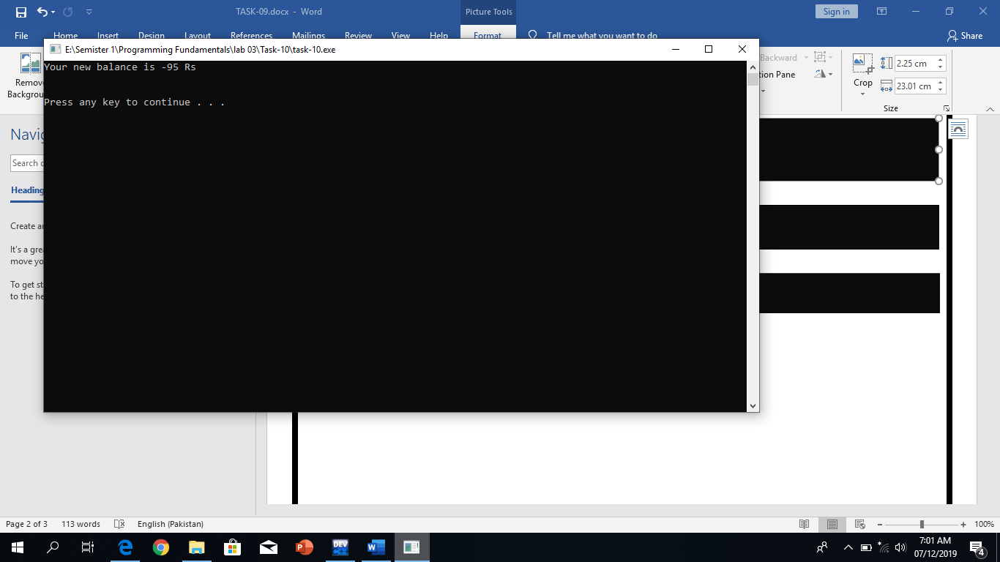 TASK-09.docx - Word
Picture Tools
Sign in
File
Home
Insert
Design
Layout
References
Mailings
Review
View
Help
Format
Tell me what you want to do
Share
E:\Semister 1\Programming Fundamentals\lab 03\Task-10\task-10.exe
Your new balance is -95 Rs
Press any key to continue . . .
Remov
Backgrou
Backward
tion Pane
Crop
2.25 cm
23.01 cm
Size
Navig
Search d
Heading
Create an
It's a grea
move yo
To get st
to the he
Page 2 of 3
113 words
English (Pakistan)
100%
DEV
C++
7:01 AM
07/12/2019
4